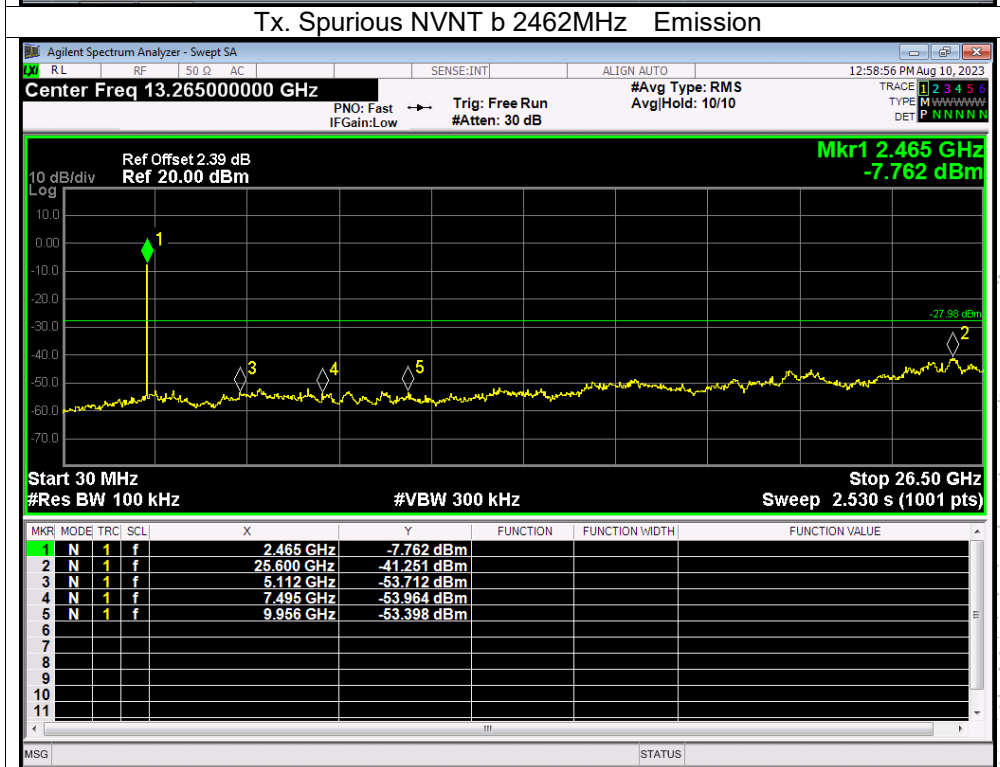 Tx. Spurious NVNT b 2462MHz Emission
Agilent Spectrum Analyzer - Swept SA
LXI RL RF 50 Ω AC SENSE:INT ALIGN AUTO 12:58:56 PM Aug 10, 2023
Center Freq 13.265000000 GHz #Avg Type: RMS TRACE 1 2 3 4 5 6
PNO: Fast Trig: Free Run Avg|Hold: 10/10 TYPE M WWWWW
IFGain:Low #Atten: 30 dB DET P N N N N N
Mkr1 2.465 GHz
Ref Offset 2.39 dB
10 dB/div Ref 20.00 dBm -7.762 dBm
Log
10.0
0.00
1
-10.0
-20.0
-27.98 dBm
-30.0
2
-40.0
3 4 5
-50.0
-60.0
-70.0
Start 30 MHz Stop 26.50 GHz
#Res BW 100 kHz #VBW 300 kHz Sweep 2.530 s (1001 pts)
MKR MODE TRC SCL X Y FUNCTION FUNCTION WIDTH FUNCTION VALUE
1 N 1 f 2.465 GHz -7.762 dBm
2 N 1 f 25.600 GHz -41.251 dBm
3 N 1 f 5.112 GHz -53.712 dBm
4 N 1 f 7.495 GHz -53.964 dBm
5 N 1 f 9.956 GHz -53.398 dBm
6
7
8
9
10
11
MSG STATUS